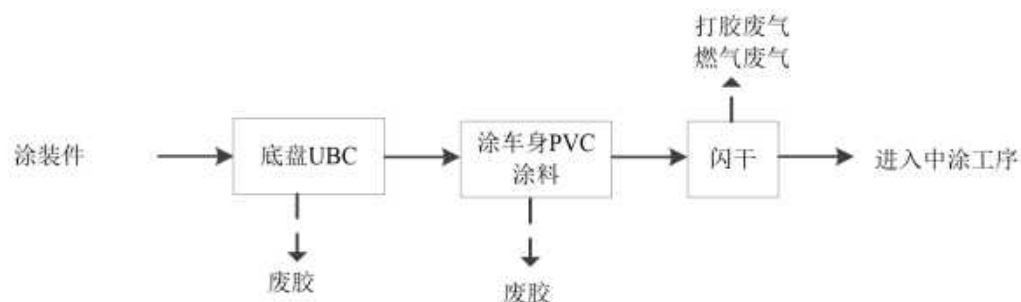 打胶废气
燃气废气
涂装件
底盘UBC
涂车身PVC
涂料
闪干
进入中涂工序
废胶
废胶